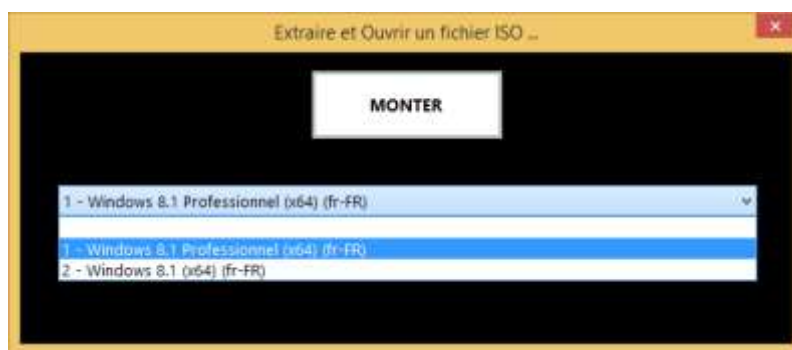 Extraire et Ouvrir un fichier ISO ...
MONTER
1 - Windows 8.1 Professionnel (x64) (fr-FR)
1 - Windows 8.1 Professionnel (x64) (fr-FR)
2 - Windows 8.1 (x64) (fr-FR)